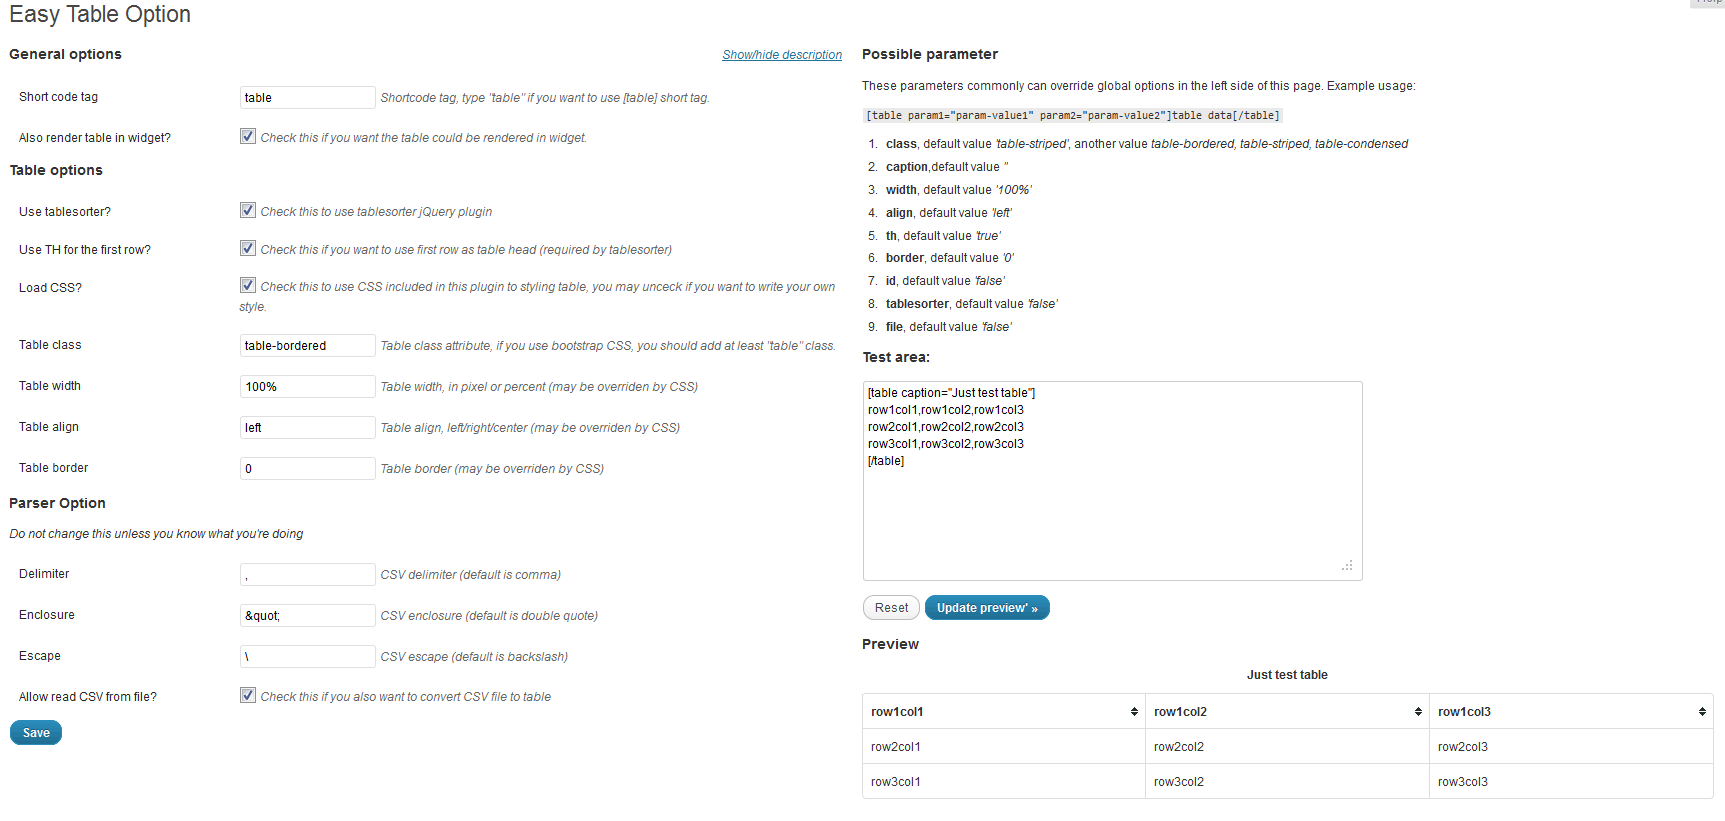 Easy Table Option
General options
Show/hide description
Short code tag
table
Shortcode tag, type "table" if you want to use [table] short tag.
Also render table in widget?
Check this if you want the table could be rendered in widget.
Table options
Use tablesorter?
Check this to use tablesorter jQuery plugin
Use TH for the first row?
Check this if you want to use first row as table head (required by tablesorter)
Load CSS?
Check this to use CSS included in this plugin to styling table, you may unceck if you want to write your own
style.
Table class
table-bordered
Table class attribute, if you use bootstrap CSS, you should add at least "table" class.
Table width
100%
Table width, in pixel or percent (may be overriden by CSS)
Table align
left
Table align, left/right/center (may be overriden by CSS)
Table border
0
Table border (may be overriden by CSS)
Parser Option
Do not change this unless you know what you're doing
Delimiter
,
CSV delimiter (default is comma)
Enclosure
&quot;
CSV enclosure (default is double quote)
Escape
\
CSV escape (default is backslash)
Allow read CSV from file?
Check this if you also want to convert CSV file to table
Save
Possible parameter
These parameters commonly can override global options in the left side of this page. Example usage:
[table param1="param-value1" param2="param-value2"]table data[/table]
1. class, default value 'table-striped', another value table-bordered, table-striped, table-condensed
2. caption,default value ''
3. width, default value '100%'
4. align, default value 'left'
5. th, default value 'true'
6. border, default value '0'
7. id, default value 'false'
8. tablesorter, default value 'false'
9. file, default value 'false'
Test area:
[table caption="Just test table"]
row1col1,row1col2,row1col3
row2col1,row2col2,row2col3
row3col1,row3col2,row3col3
[/table]
Reset
Update preview' »
Preview
Just test table
row1col1 row1col2 row1col3
row2col1 row2col2 row2col3
row3col1 row3col2 row3col3